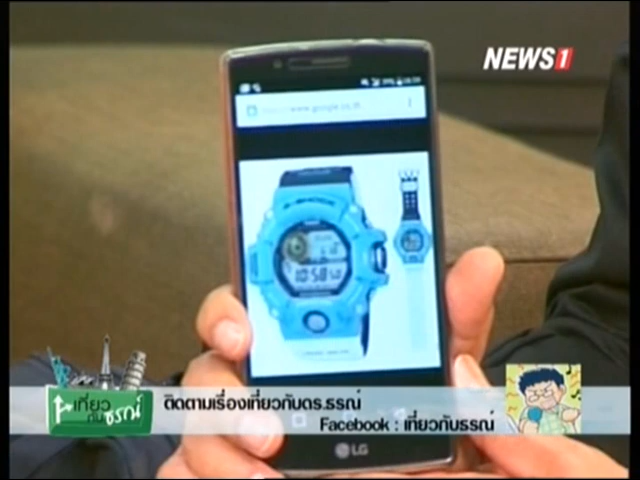 NEWS1
www.google.co.th
G-SHOCK
10:58
LG
เที่ยว
กับ ธรณ์
ติดตามเรื่องเที่ยวกับดร.ธรณ์
Facebook : เที่ยวกับธรณ์